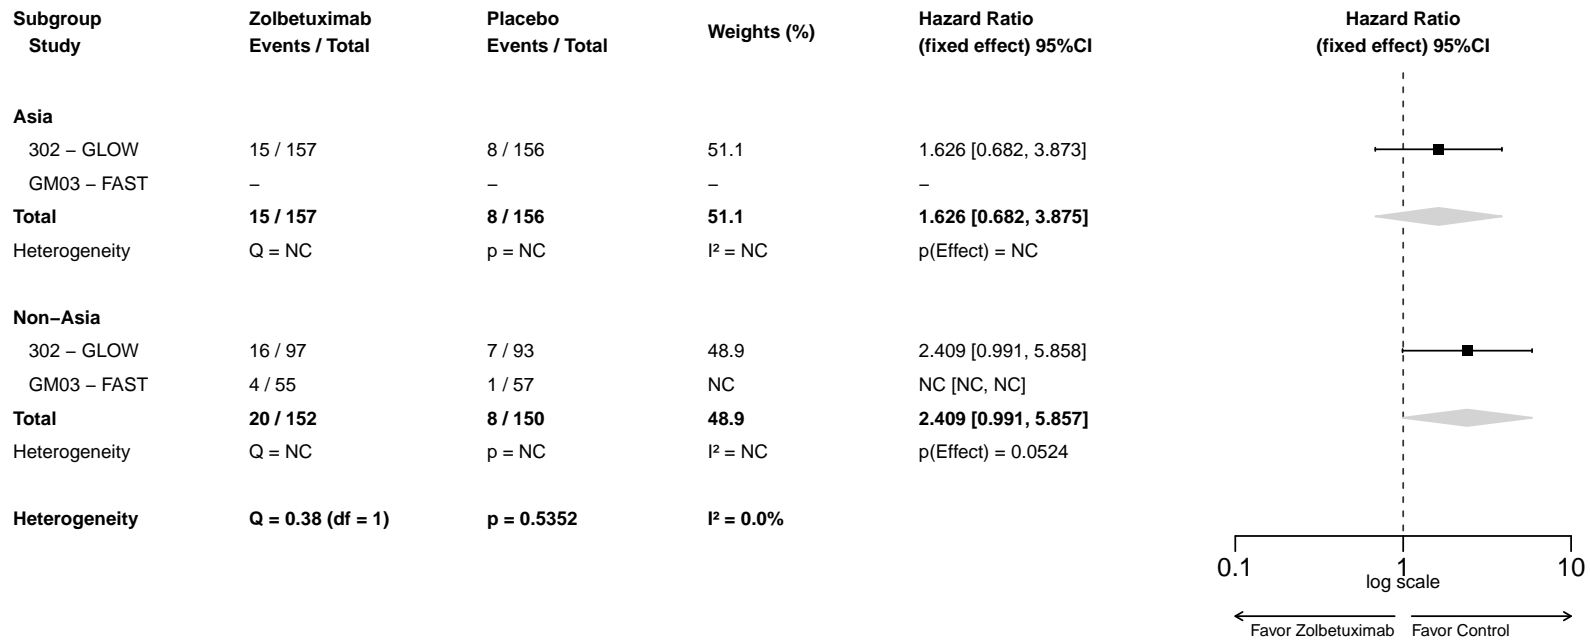 Subgroup Zolbetuximab Placebo Weights (%) Hazard Ratio Hazard Ratio
Study Events / Total Events / Total (fixed effect) 95%CI (fixed effect) 95%CI
Asia
302 − GLOW 15 / 157 8 / 156 51.1 1.626 [0.682, 3.873]
GM03 − FAST − − − −
Total 15 / 157 8 / 156 51.1 1.626 [0.682, 3.875]
Heterogeneity Q = NC p = NC I² = NC p(Effect) = NC
Non−Asia
302 − GLOW 16 / 97 7 / 93 48.9 2.409 [0.991, 5.858]
GM03 − FAST 4 / 55 1 / 57 NC NC [NC, NC]
Total 20 / 152 8 / 150 48.9 2.409 [0.991, 5.857]
Heterogeneity Q = NC p = NC I² = NC p(Effect) = 0.0524
Heterogeneity Q = 0.38 (df = 1) p = 0.5352 I² = 0.0%
0.1 1 10
log scale
Favor Zolbetuximab Favor Control